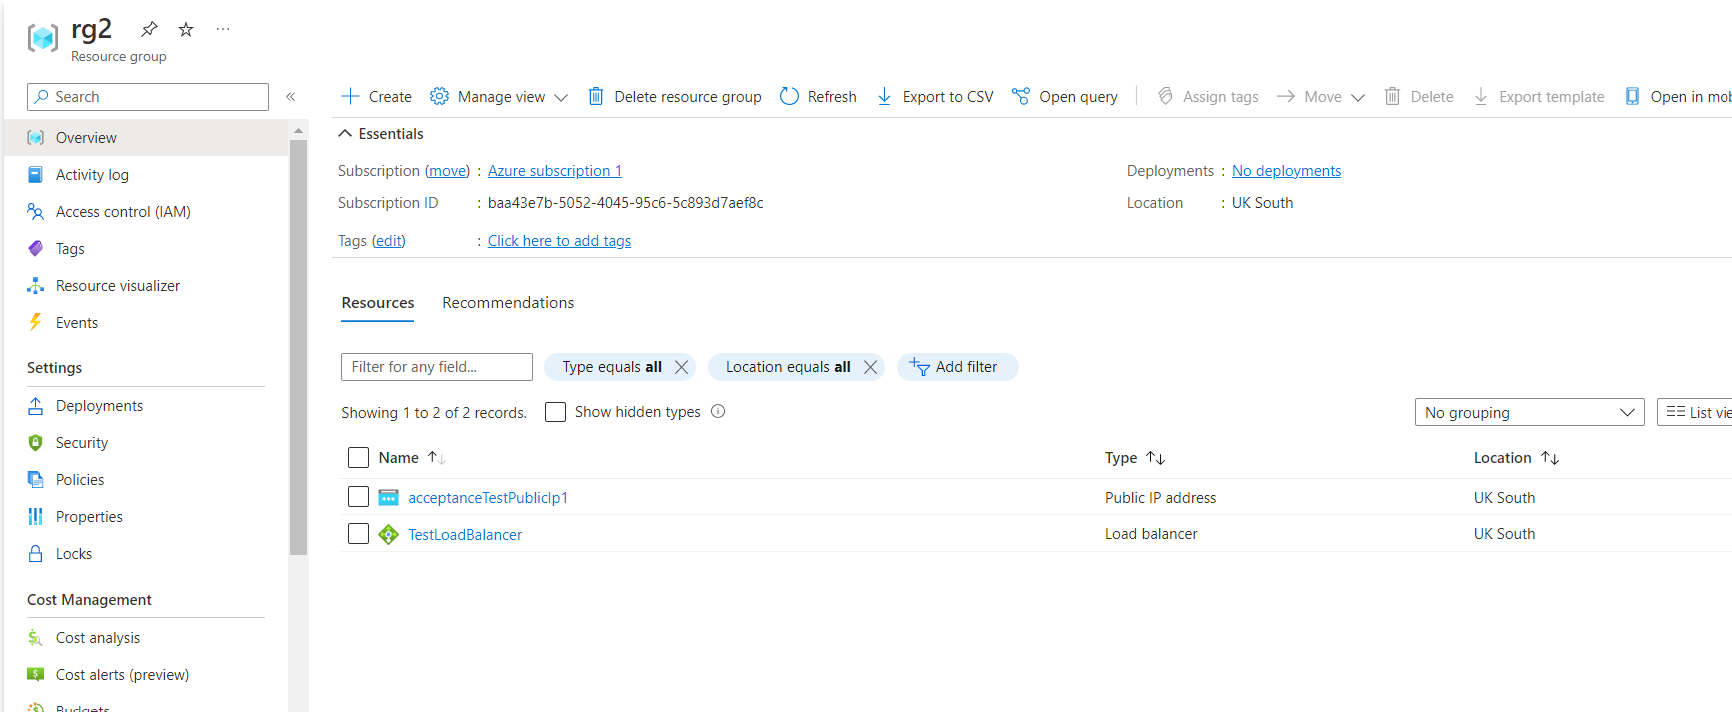 rg2
Resource group
Search
Overview
Activity log
Access control (IAM)
Tags
Resource visualizer
Events
Settings
Deployments
Security
Policies
Properties
Locks
Cost Management
Cost analysis
Cost alerts (preview)
Budgets
Create Manage view Delete resource group Refresh Export to CSV Open query Assign tags Move Delete Export template Open in mob
Essentials
Subscription (move) : Azure subscription 1
Subscription ID : baa43e7b-5052-4045-95c6-5c893d7aef8c
Tags (edit) : Click here to add tags
Deployments : No deployments
Location : UK South
Resources Recommendations
Filter for any field... Type equals all Location equals all Add filter
Showing 1 to 2 of 2 records. Show hidden types No grouping List vie
Name Type Location
acceptanceTestPublicIp1 Public IP address UK South
TestLoadBalancer Load balancer UK South